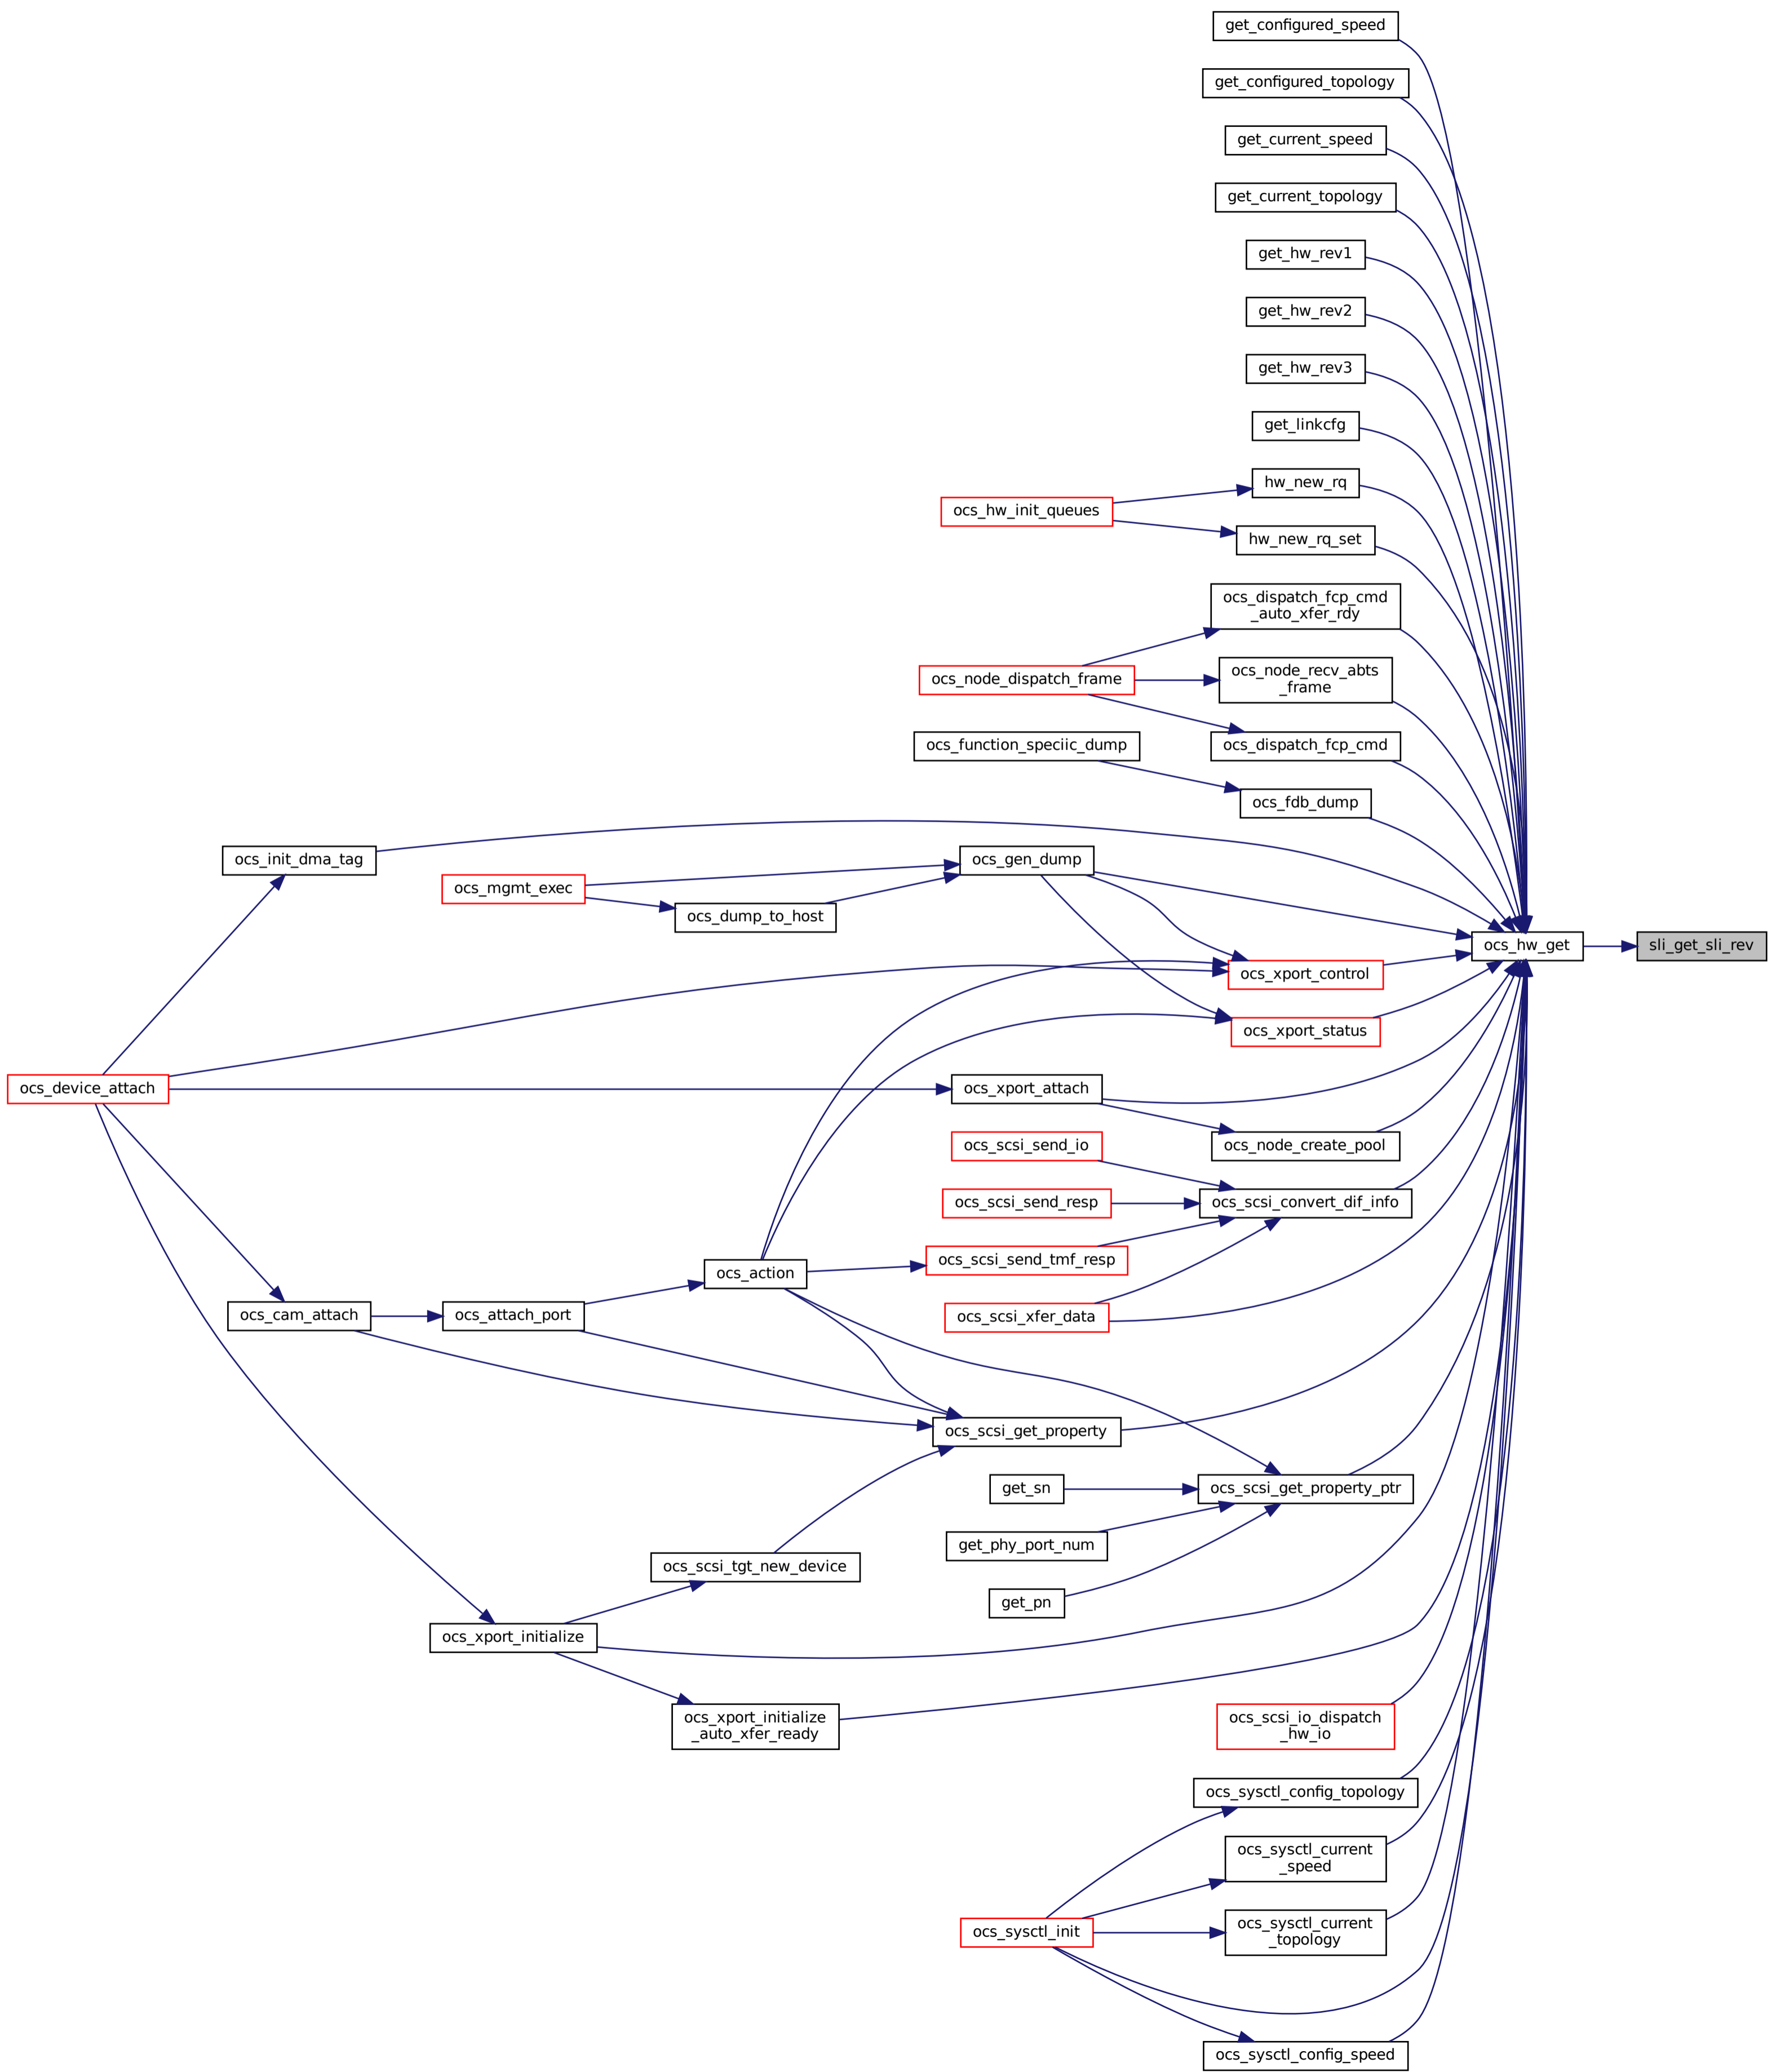 get_configured_speed
get_configured_topology
get_current_speed
get_current_topology
get_hw_rev1
get_hw_rev2
get_hw_rev3
get_linkcfg
hw_new_rq
ocs_hw_init_queues
hw_new_rq_set
ocs_dispatch_fcp_cmd
_auto_xfer_rdy
ocs_node_dispatch_frame
ocs_node_recv_abts
_frame
ocs_function_speciic_dump
ocs_dispatch_fcp_cmd
ocs_fdb_dump
ocs_init_dma_tag
ocs_gen_dump
ocs_mgmt_exec
ocs_dump_to_host
ocs_hw_get
sli_get_sli_rev
ocs_xport_control
ocs_xport_status
ocs_device_attach
ocs_xport_attach
ocs_node_create_pool
ocs_scsi_send_io
ocs_scsi_send_resp
ocs_scsi_convert_dif_info
ocs_scsi_send_tmf_resp
ocs_action
ocs_cam_attach
ocs_attach_port
ocs_scsi_xfer_data
ocs_scsi_get_property
get_sn
ocs_scsi_get_property_ptr
get_phy_port_num
ocs_scsi_tgt_new_device
get_pn
ocs_xport_initialize
ocs_xport_initialize
_auto_xfer_ready
ocs_scsi_io_dispatch
_hw_io
ocs_sysctl_config_topology
ocs_sysctl_current
_speed
ocs_sysctl_init
ocs_sysctl_current
_topology
ocs_sysctl_config_speed